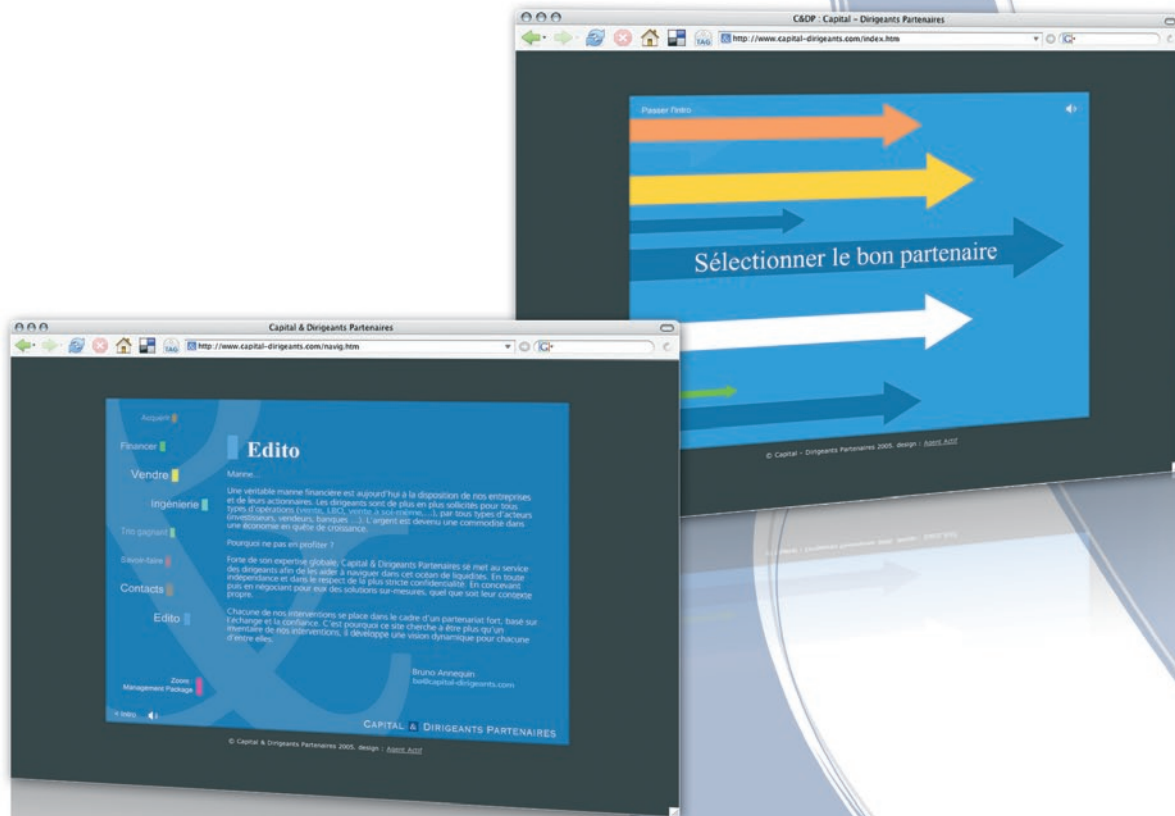 C&DP : Capital – Dirigeants Partenaires
TAG
http://www.capital-dirigeants.com/index.htm
G
Passer l'intro
Sélectionner le bon partenaire
© Capital – Dirigeants Partenaires 2005. design : Agent Actif
Capital & Dirigeants Partenaires
TAG
http://www.capital-dirigeants.com/navig.htm
G
Acquérir
Financer
Vendre
Ingénierie
Trio gagnant
Savoir-faire
Contacts
Edito
Zoom :
Management Package
< Intro
Edito
Manne...
Une véritable manne financière est aujourd'hui à la disposition de nos entreprises
et de leurs actionnaires. Les dirigeants sont de plus en plus sollicités pour tous
types d'opérations (vente, LBO, vente à soi-même,...), par tous types d'acteurs
(investisseurs, vendeurs, banques...). L'argent est devenu une commodité dans
une économie en quête de croissance.
Pourquoi ne pas en profiter ?
Forte de son expertise globale, Capital & Dirigeants Partenaires se met au service
des dirigeants afin de les aider à naviguer dans cet océan de liquidités. En toute
indépendance et dans le respect de la plus stricte confidentialité. En concevant
puis en négociant pour eux des solutions sur-mesures, quel que soit leur contexte
propre.
Chacune de nos interventions se place dans le cadre d'un partenariat fort, basé sur
l'échange et la confiance. C'est pourquoi ce site cherche à être plus qu'un
inventaire de nos interventions, il développe une vision dynamique pour chacune
d'entre elles.
Bruno Annequin
ba@capital-dirigeants.com
CAPITAL & DIRIGEANTS PARTENAIRES
© Capital & Dirigeants Partenaires 2005. design : Agent Actif